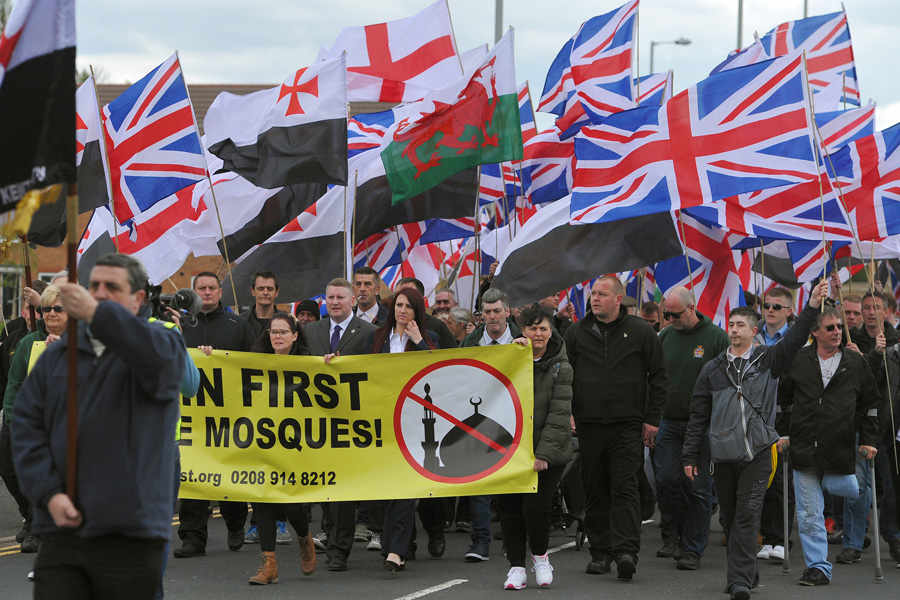 IN FIRST
E MOSQUES!
st.org 0208 914 8212